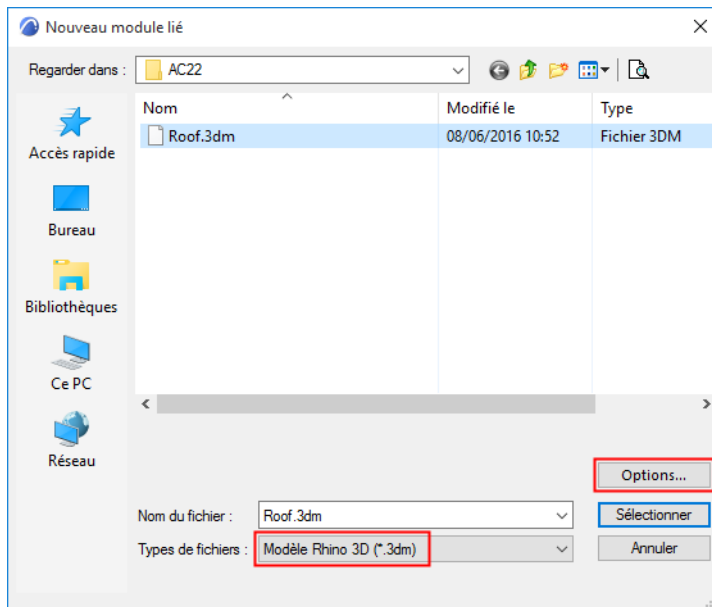 Nouveau module lié
Regarder dans :
AC22
Nom
Modifié le
Type
Roof.3dm
08/06/2016 10:52
Fichier 3DM
Accès rapide
Bureau
Bibliothèques
Ce PC
Réseau
Options...
Nom du fichier :
Roof.3dm
Sélectionner
Types de fichiers :
Modèle Rhino 3D (*.3dm)
Annuler